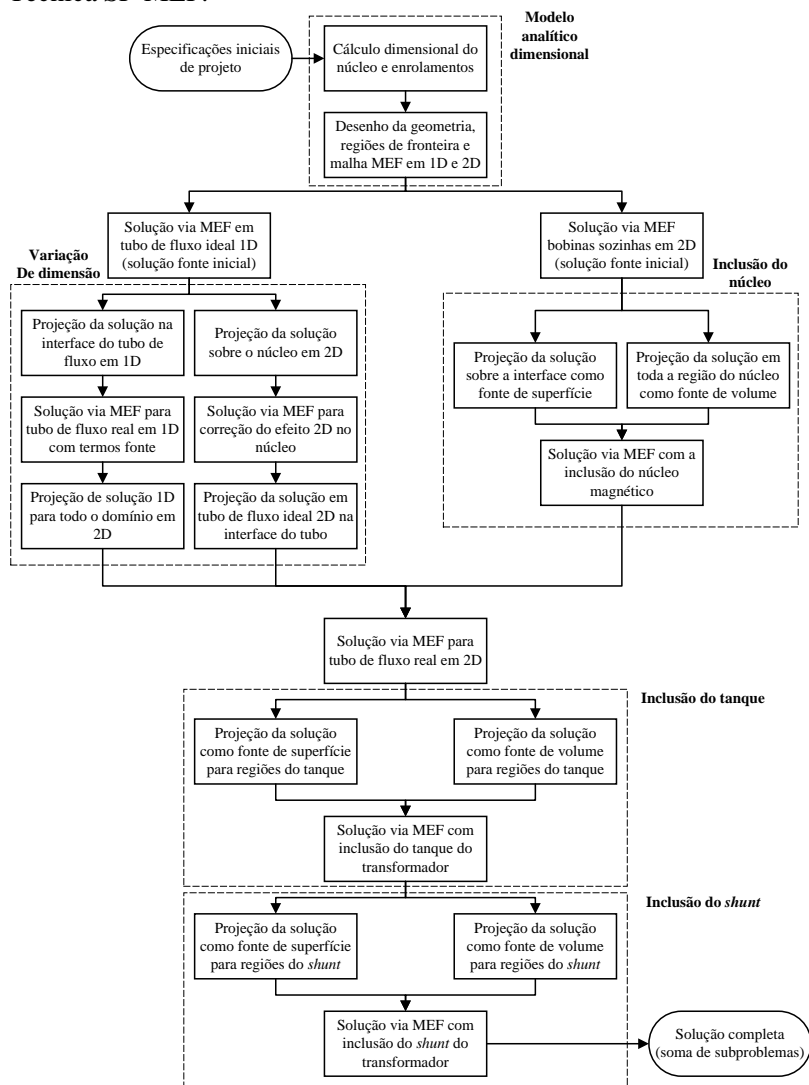 Técnica SP-MEF.
Modelo
analítico
dimensional
Especificações iniciais
de projeto
Cálculo dimensional do
núcleo e enrolamentos
Desenho da geometria,
regiões de fronteira e
malha MEF em 1D e 2D
Solução via MEF em
tubo de fluxo ideal 1D
(solução fonte inicial)
Solução via MEF
bobinas sozinhas em 2D
(solução fonte inicial)
Variação
De dimensão
Inclusão do
núcleo
Projeção da solução na
interface do tubo de
fluxo em 1D
Projeção da solução
sobre o núcleo em 2D
Projeção da solução
sobre a interface como
fonte de superfície
Projeção da solução em
toda a região do núcleo
como fonte de volume
Solução via MEF para
tubo de fluxo real em 1D
com termos fonte
Solução via MEF para
correção do efeito 2D no
núcleo
Solução via MEF com a
inclusão do núcleo
magnético
Projeção de solução 1D
para todo o domínio em
2D
Projeção da solução em
tubo de fluxo ideal 2D na
interface do tubo
Solução via MEF para
tubo de fluxo real em 2D
Inclusão do tanque
Projeção da solução
como fonte de superfície
para regiões do tanque
Projeção da solução
como fonte de volume
para regiões do tanque
Solução via MEF com
inclusão do tanque do
transformador
Inclusão do shunt
Projeção da solução
como fonte de superfície
para regiões do shunt
Projeção da solução
como fonte de volume
para regiões do shunt
Solução via MEF com
inclusão do shunt do
transformador
Solução completa
(soma de subproblemas)